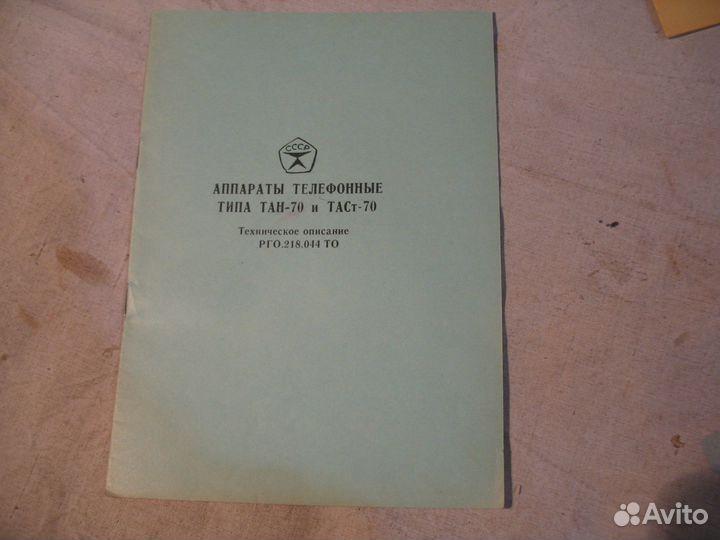 СССР
АППАРАТЫ ТЕЛЕФОННЫЕ
ТИПА ТАН-70 и ТАСт-70
Техническое описание
РГО.218.044 ТО
Avito